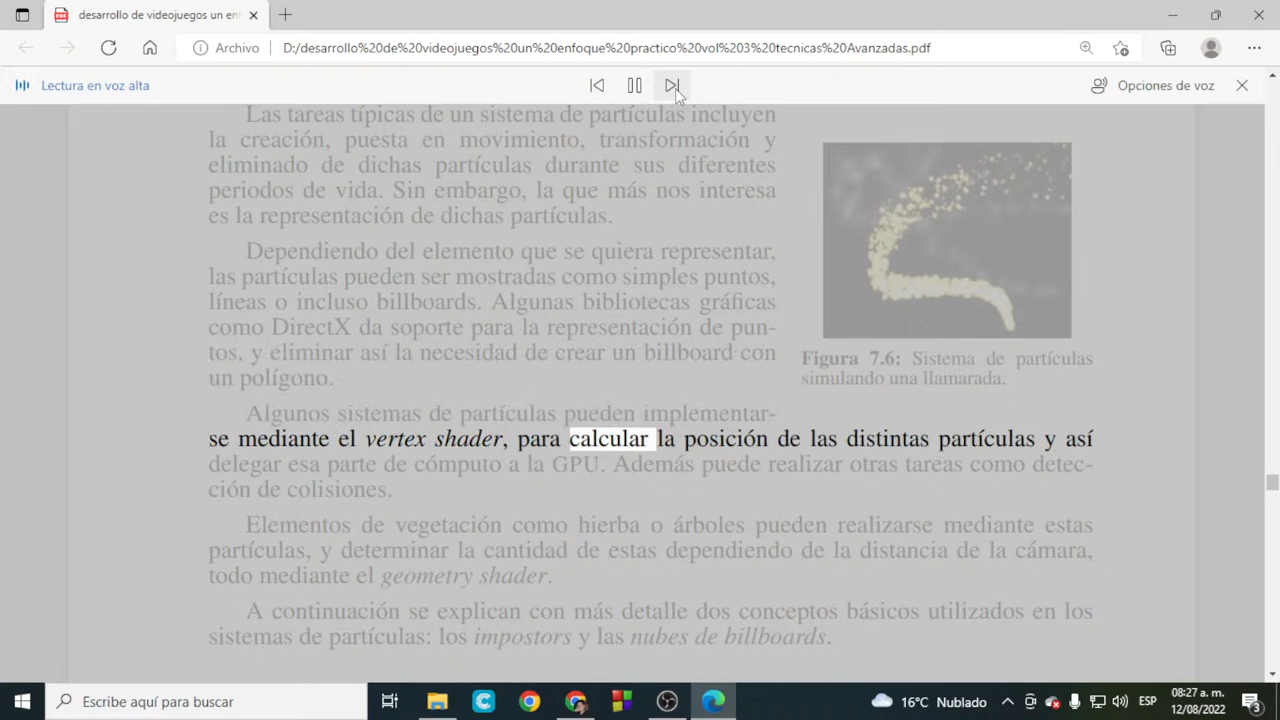 desarrollo de videojuegos un en
Archivo
D:/desarrollo%20de%20videojuegos%20un%20enfoque%20practico%20vol%203%20tecnicas%20Avanzadas.pdf
Lectura en voz alta
Opciones de voz
Las tareas típicas de un sistema de partículas incluyen
la creación, puesta en movimiento, transformación y
eliminado de dichas partículas durante sus diferentes
periodos de vida. Sin embargo, la que más nos interesa
es la representación de dichas partículas.
Dependiendo del elemento que se quiera representar,
las partículas pueden ser mostradas como simples puntos,
líneas o incluso billboards. Algunas bibliotecas gráficas
como DirectX da soporte para la representación de pun-
tos, y eliminar así la necesidad de crear un billboard con
un polígono.
Figura 7.6: Sistema de partículas
simulando una llamarada.
Algunos sistemas de partículas pueden implementar-
se mediante el vertex shader, para calcular la posición de las distintas partículas y así
delegar esa parte de cómputo a la GPU. Además puede realizar otras tareas como detec-
ción de colisiones.
Elementos de vegetación como hierba o árboles pueden realizarse mediante estas
partículas, y determinar la cantidad de estas dependiendo de la distancia de la cámara,
todo mediante el geometry shader.
A continuación se explican con más detalle dos conceptos básicos utilizados en los
sistemas de partículas: los impostors y las nubes de billboards.
Escribe aquí para buscar
16°C Nublado
ESP
08:27 a. m.
12/08/2022
3